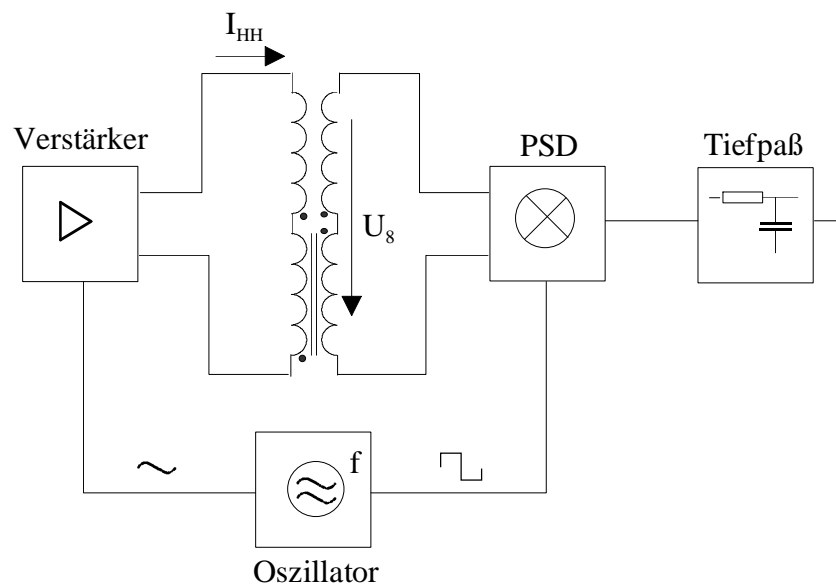 I_HH
Verstärker
PSD
Tiefpaß
U_8
f
Oszillator